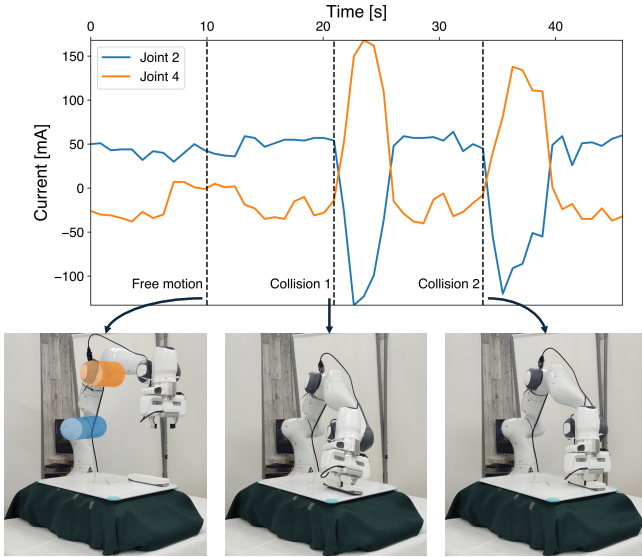 Time [s]
0 10 20 30 40
Joint 2
Joint 4
150
100
50
0
−50
−100
Current [mA]
Free motion Collision 1 Collision 2